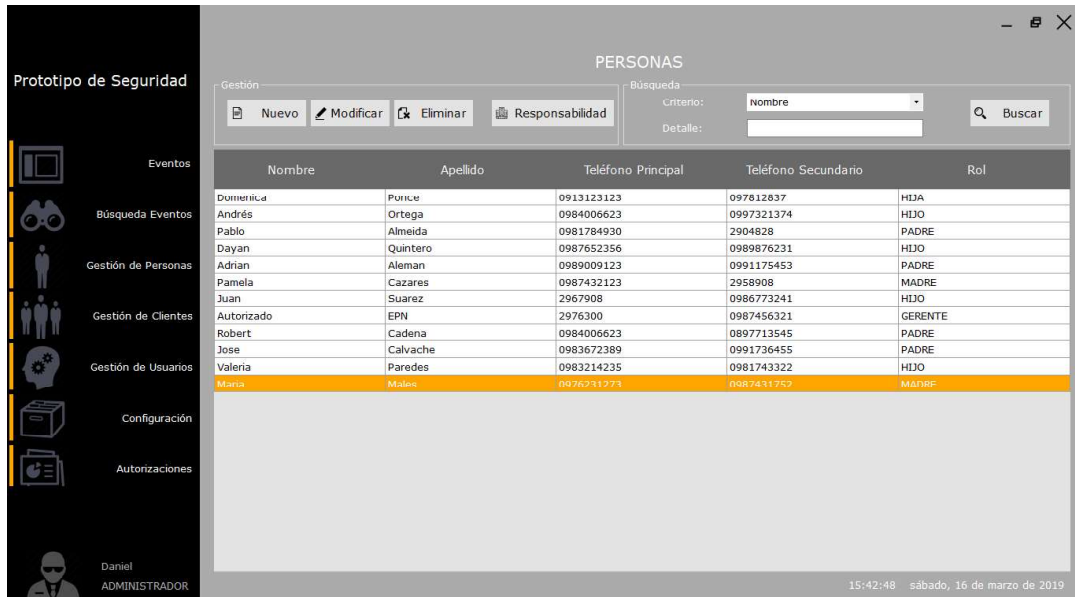 Prototipo de Seguridad
Eventos
Búsqueda Eventos
Gestión de Personas
Gestión de Clientes
Gestión de Usuarios
Configuración
Autorizaciones
Daniel
ADMINISTRADOR
PERSONAS
Gestión
Nuevo Modificar Eliminar Responsabilidad
Búsqueda
Criterio: Nombre
Detalle:
Buscar
Nombre Apellido Teléfono Principal Teléfono Secundario Rol
Domenica Ponce 0913123123 097812837 HIJA
Andrés Ortega 0984006623 0997321374 HIJO
Pablo Almeida 0981784930 2904828 PADRE
Dayan Quintero 0987652356 0989876231 HIJO
Adrian Aleman 0989009123 0991175453 PADRE
Pamela Cazares 0987432123 2958908 MADRE
Juan Suarez 2967908 0986773241 HIJO
Autorizado EPN 2976300 0987456321 GERENTE
Robert Cadena 0984006623 0897713545 PADRE
Jose Calvache 0983672389 0991736455 PADRE
Valeria Paredes 0983214235 0981743322 HIJO
Maria Males 0976231273 0987431752 MADRE
15:42:48 sábado, 16 de marzo de 2019